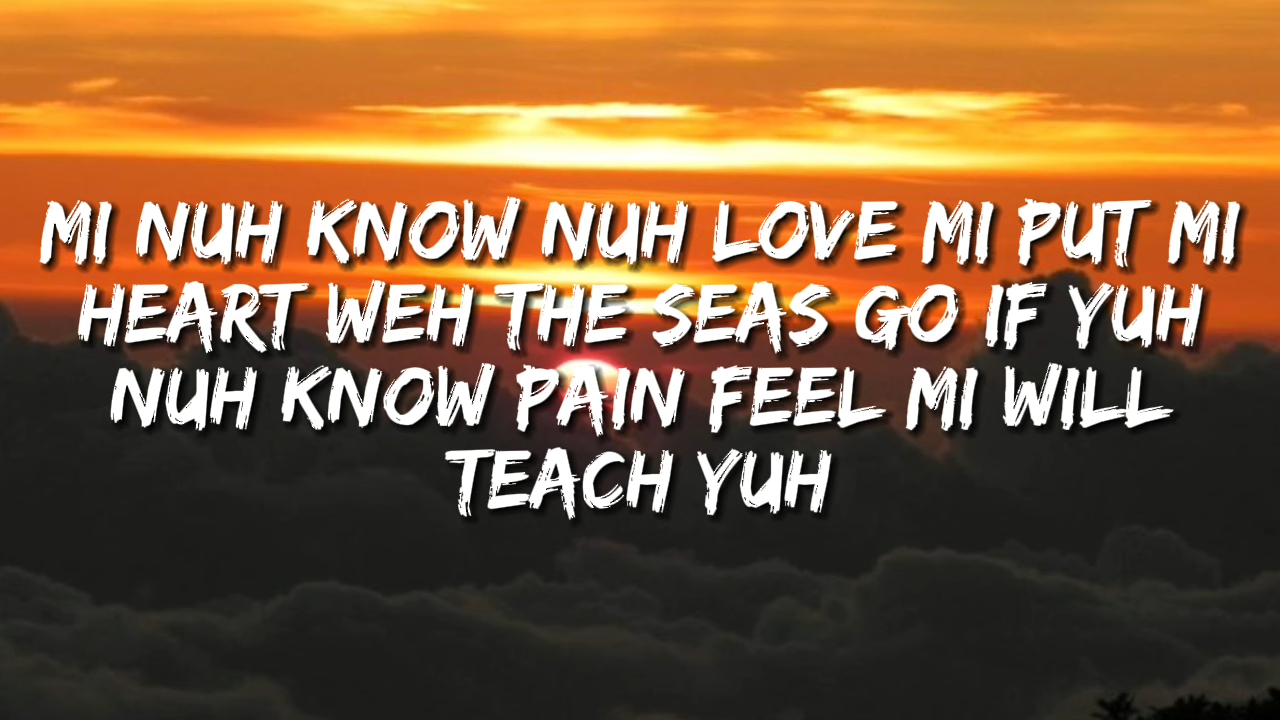 MI NUH KNOW NUH LOVE MI PUT MI
HEART WEH THE SEAS GO IF YUH
NUH KNOW PAIN FEEL MI WILL
TEACH YUH